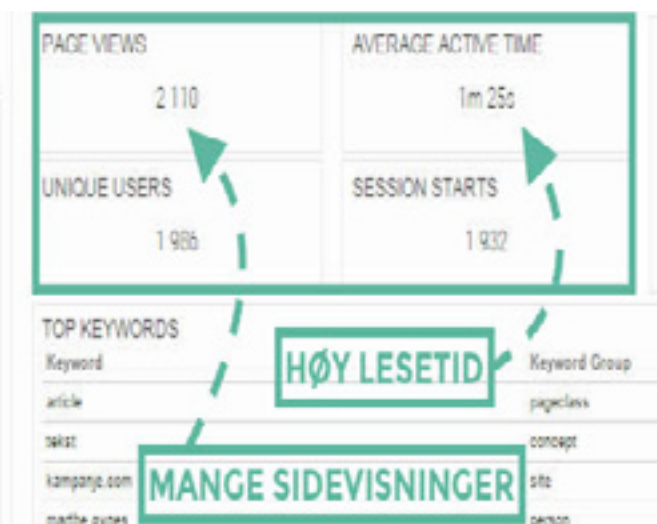 PAGE VIEWS
AVERAGE ACTIVE TIME
2 110
1m 25s
UNIQUE USERS
SESSION STARTS
1 986
1 932
TOP KEYWORDS
Keyword
HØY LESETID
Keyword Group
article
pageclass
tekst
concept
kampanje.com
MANGE SIDEVISNINGER
site
person